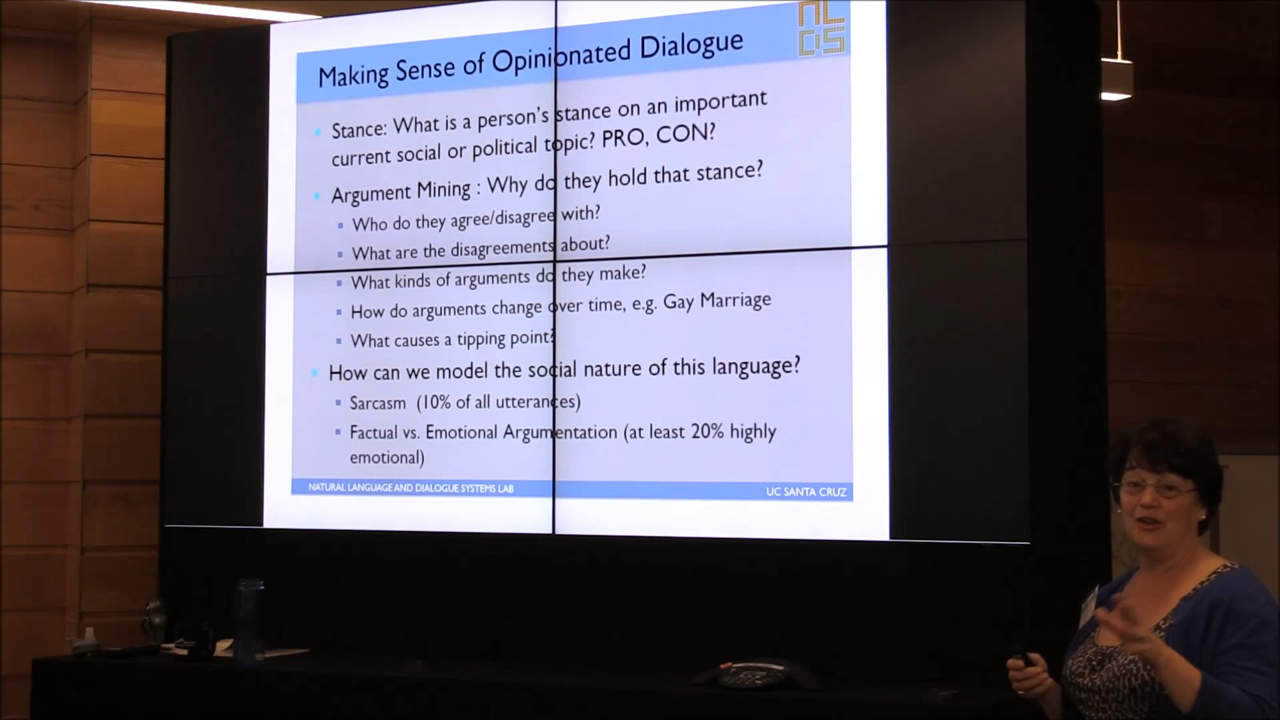 NL
DS
Making Sense of Opinionated Dialogue
Stance: What is a person's stance on an important
current social or political topic? PRO, CON?
Argument Mining : Why do they hold that stance?
Who do they agree/disagree with?
What are the disagreements about?
What kinds of arguments do they make?
How do arguments change over time, e.g. Gay Marriage
What causes a tipping point?
How can we model the social nature of this language?
Sarcasm (10% of all utterances)
Factual vs. Emotional Argumentation (at least 20% highly
emotional)
NATURAL LANGUAGE AND DIALOGUE SYSTEMS LAB
UC SANTA CRUZ